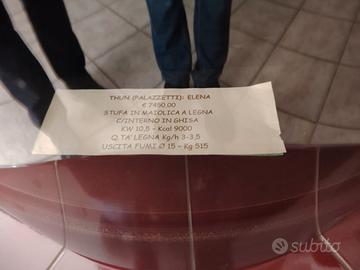 THUN (PALAZZETTI): ELENA
€ 7450,00
STUFA IN MAIOLICA A LEGNA
C/INTERNO IN GHISA
KW 10,5 - Kcal 9000
Q.TA' LEGNA Kg/h 3-3,5
USCITA FUMI Ø 15 - Kg 515
subito